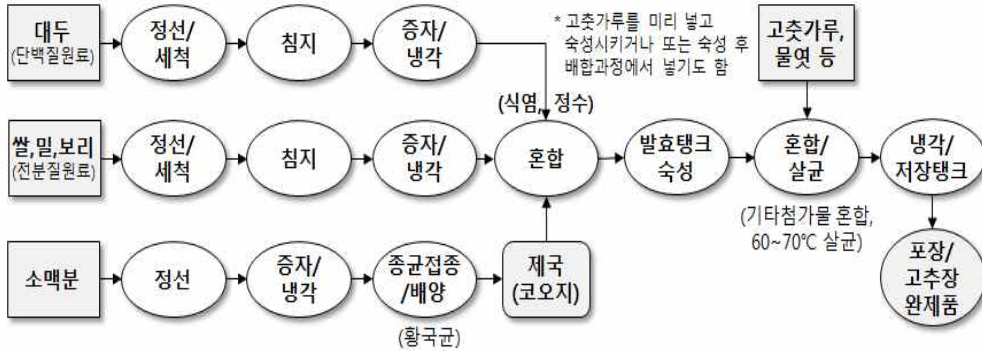 대두
(단백질원료)
정선/
세척
침지
증자/
냉각
* 고춧가루를 미리 넣고
숙성시키거나 또는 숙성 후
배합과정에서 넣기도 함
고춧가루,
물엿 등
(식염, 정수)
쌀,밀,보리
(전분질원료)
정선/
세척
침지
증자/
냉각
혼합
발효탱크
숙성
혼합/
살균
냉각/
저장탱크
(기타첨가물 혼합,
60~70℃ 살균)
소맥분
정선
증자/
냉각
종균접종
/배양
(황국균)
제국
(코오지)
포장/
고추장
완제품